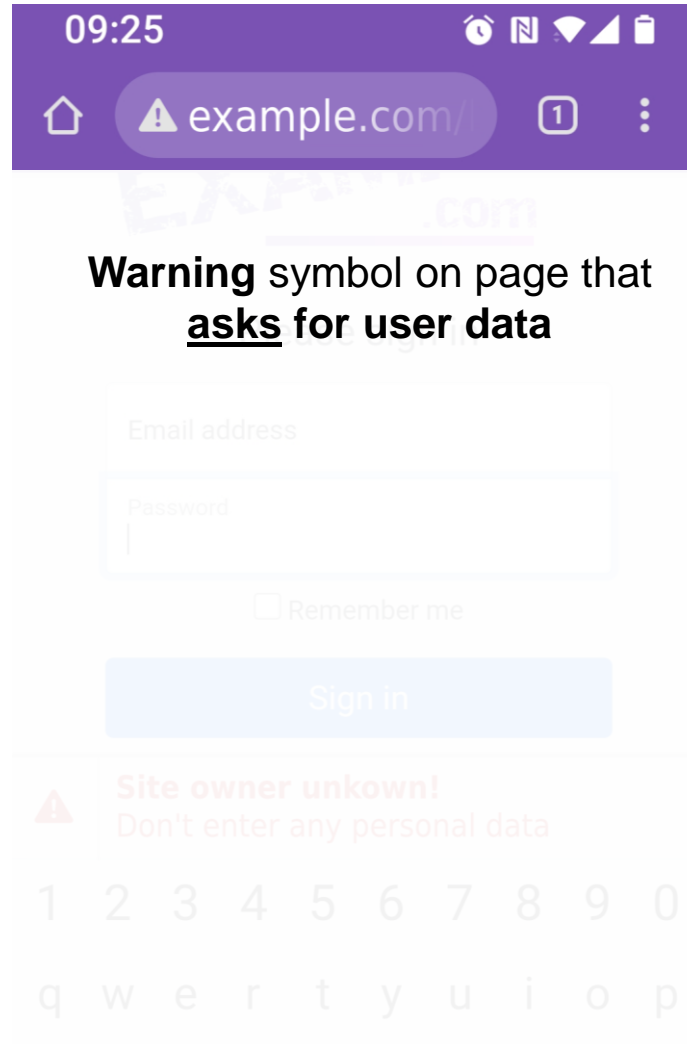 09:25
example.com/l
1
EXAMPLE
.com
Warning symbol on page that
asks for user data
Email address
Password
Remember me
Sign in
Site owner unkown!
Don't enter any personal data
1 2 3 4 5 6 7 8 9 0
q w e r t y u i o p